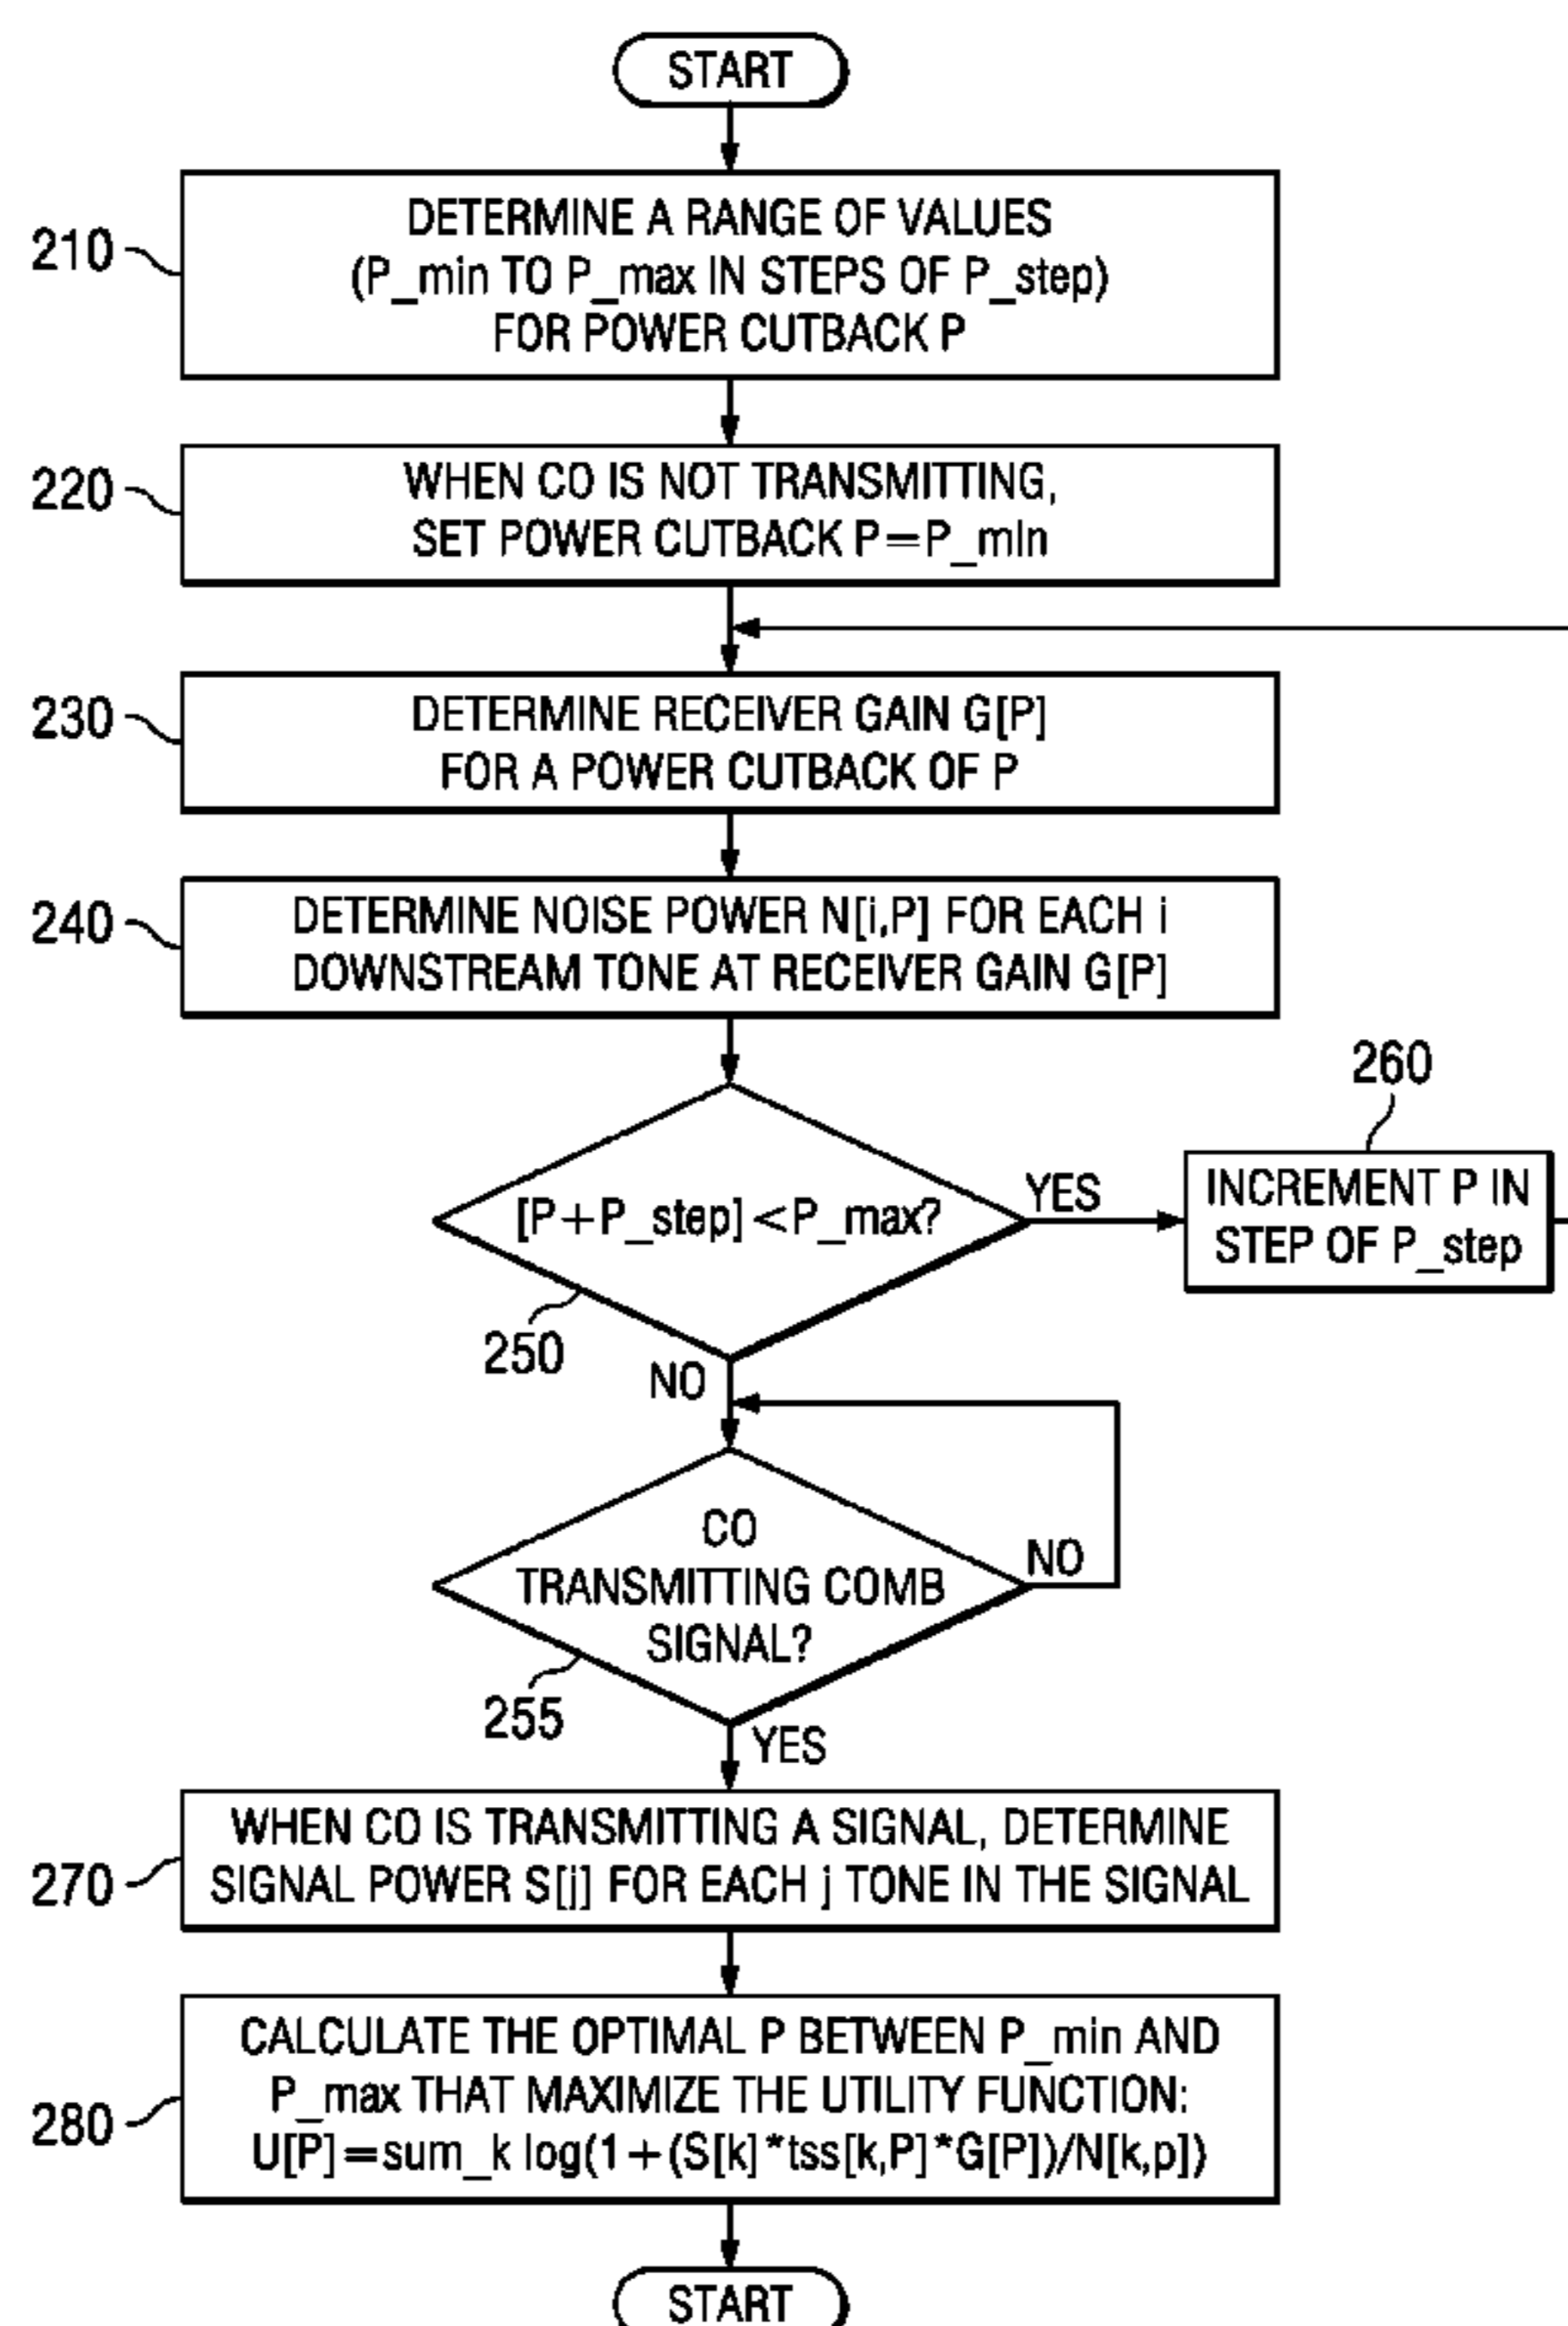 START
210
DETERMINE A RANGE OF VALUES
(P_min TO P_max IN STEPS OF P_step)
FOR POWER CUTBACK P
220
WHEN CO IS NOT TRANSMITTING,
SET POWER CUTBACK P=P_min
230
DETERMINE RECEIVER GAIN G[P]
FOR A POWER CUTBACK OF P
240
DETERMINE NOISE POWER N[i,P] FOR EACH i
DOWNSTREAM TONE AT RECEIVER GAIN G[P]
260
[P+P_step]<P_max?
YES
INCREMENT P IN
STEP OF P_step
250
NO
CO
TRANSMITTING COMB
SIGNAL?
NO
255
YES
270
WHEN CO IS TRANSMITTING A SIGNAL, DETERMINE
SIGNAL POWER S[j] FOR EACH j TONE IN THE SIGNAL
280
CALCULATE THE OPTIMAL P BETWEEN P_min AND
P_max THAT MAXIMIZE THE UTILITY FUNCTION:
U[P]=sum_k log(1+(S[k]*tss[k,P]*G[P])/N[k,p])
START